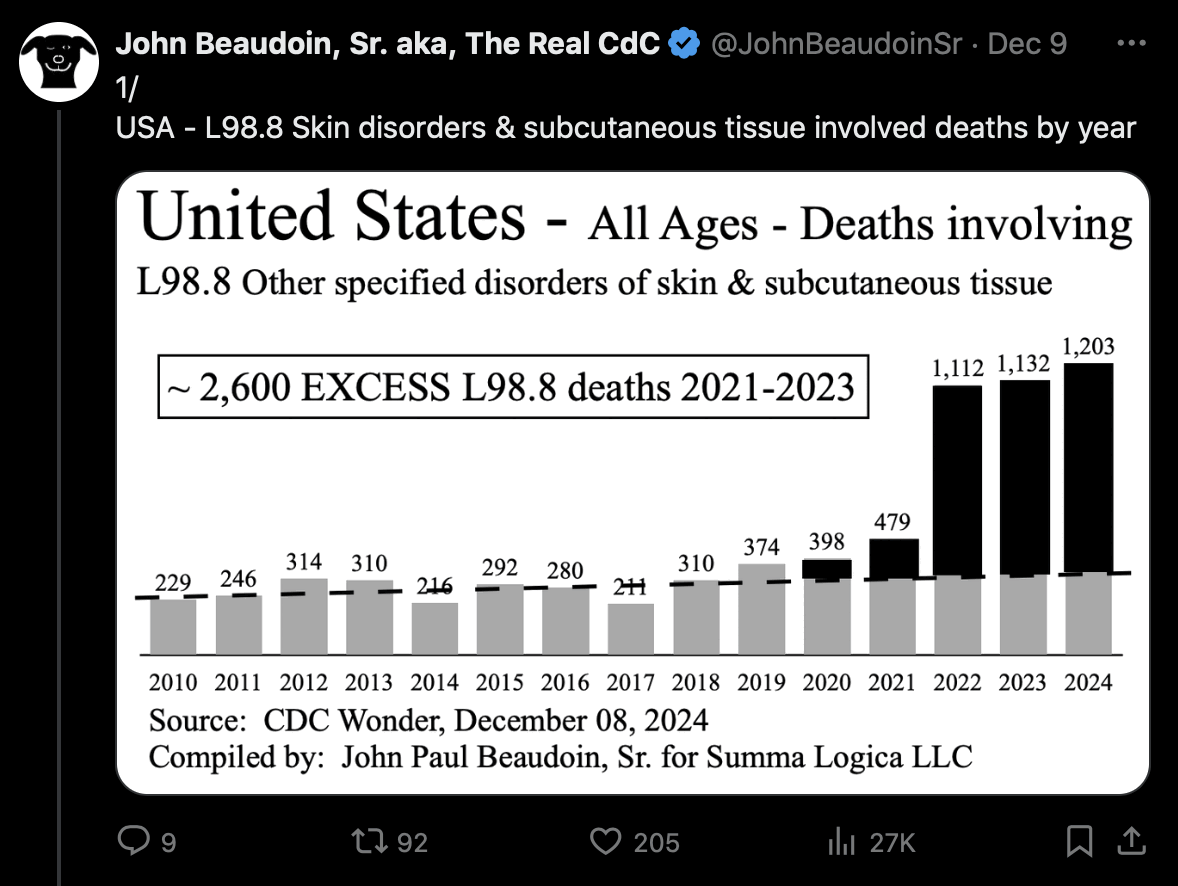 John Beaudoin, Sr. aka, The Real CdC @JohnBeaudoinSr · Dec 9
1/
USA - L98.8 Skin disorders & subcutaneous tissue involved deaths by year
United States - All Ages - Deaths involving
L98.8 Other specified disorders of skin & subcutaneous tissue
~ 2,600 EXCESS L98.8 deaths 2021-2023
229 246 314 310 216 292 280 211 310 374 398 479 1,112 1,132 1,203
2010 2011 2012 2013 2014 2015 2016 2017 2018 2019 2020 2021 2022 2023 2024
Source: CDC Wonder, December 08, 2024
Compiled by: John Paul Beaudoin, Sr. for Summa Logica LLC
9 92 205 27K